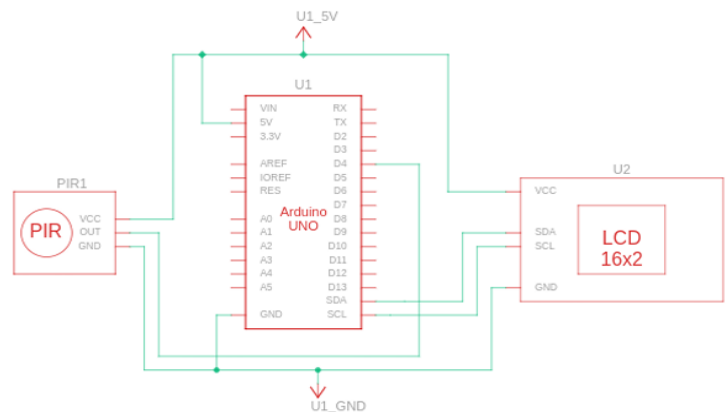 U1_5V
U1
VIN
5V
3.3V
AREF
IOREF
RES
A0
A1
A2
A3
A4
A5
GND
Arduino
UNO
RX
TX
D2
D3
D4
D5
D6
D7
D8
D9
D10
D11
D12
D13
SDA
SCL
PIR1
PIR
VCC
OUT
GND
U2
VCC
SDA
SCL
GND
LCD
16x2
U1_GND